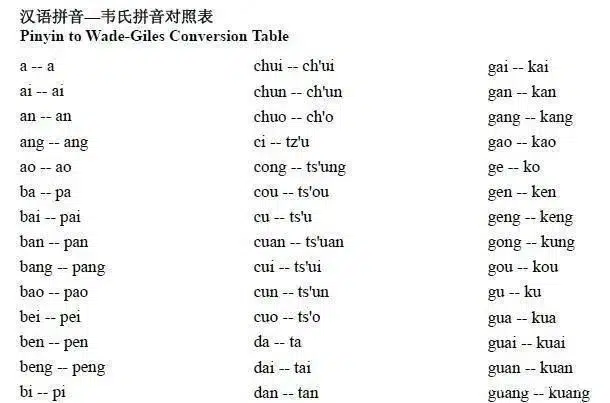 汉语拼音—韦氏拼音对照表
Pinyin to Wade-Giles Conversion Table
a -- a
ai -- ai
an -- an
ang -- ang
ao -- ao
ba -- pa
bai -- pai
ban -- pan
bang -- pang
bao -- pao
bei -- pei
ben -- pen
beng -- peng
bi -- pi
chui -- ch'ui
chun -- ch'un
chuo -- ch'o
ci -- tz'u
cong -- ts'ung
cou -- ts'ou
cu -- ts'u
cuan -- ts'uan
cui -- ts'ui
cun -- ts'un
cuo -- ts'o
da -- ta
dai -- tai
dan -- tan
gai -- kai
gan -- kan
gang -- kang
gao -- kao
ge -- ko
gen -- ken
geng -- keng
gong -- kung
gou -- kou
gu -- ku
gua -- kua
guai -- kuai
guan -- kuan
guang -- kuang